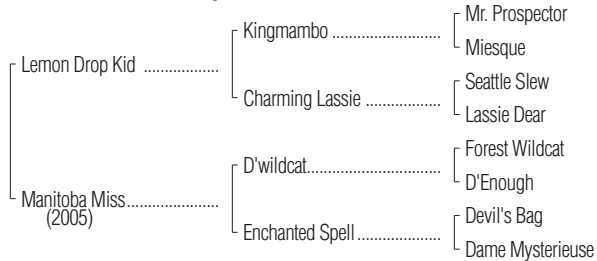 Mr. Prospector
Kingmambo ....................
Miesque
Lemon Drop Kid ..................
Seattle Slew
Charming Lassie ..................
Lassie Dear
Forest Wildcat
D'wildcat............................
D'Enough
Manitoba Miss......................
(2005)
Devil's Bag
Enchanted Spell....................
Dame Mysterieuse